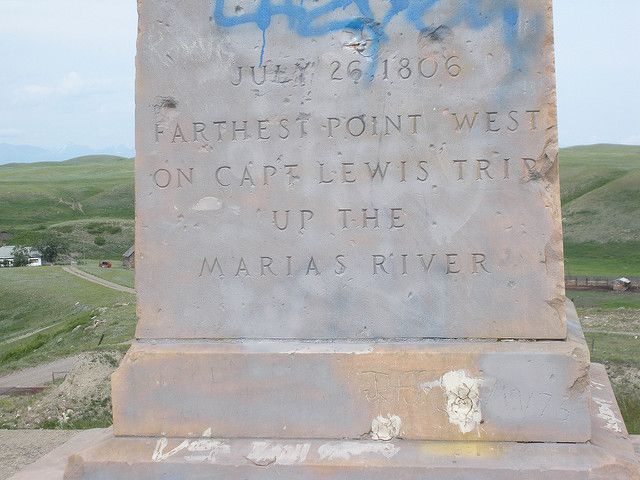 JULY 26, 1806
FARTHEST POINT WEST
ON CAPT LEWIS TRIP
UP THE
MARIAS RIVER